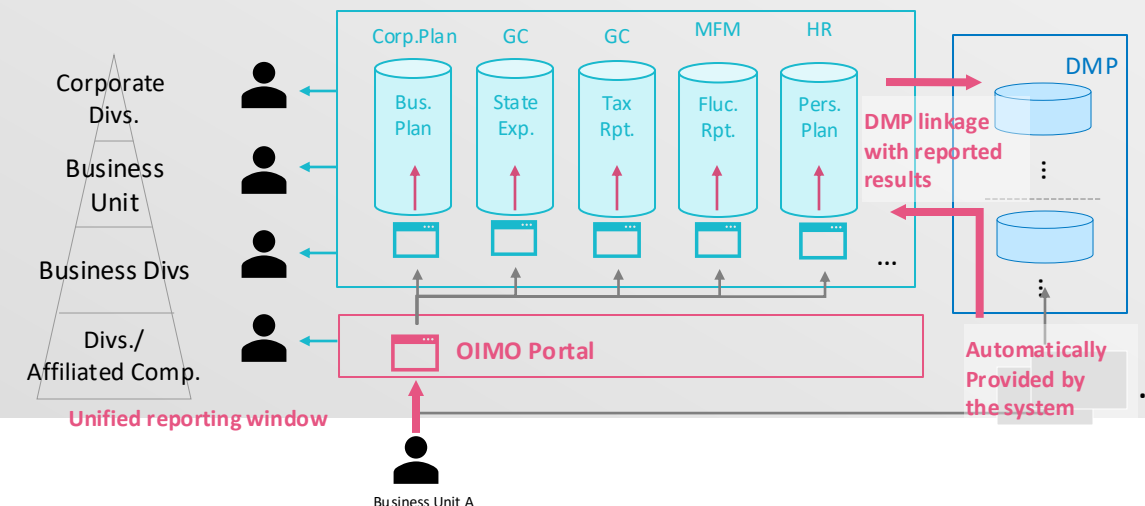 Corp.Plan
GC
GC
MFM
HR
DMP
Corporate
Divs.
Business
Unit
Business Divs
Divs./
Affiliated Comp.
Bus.
Plan
State
Exp.
Tax
Rpt.
Fluc.
Rpt.
Pers.
Plan
...
DMP linkage
with reported
results
...
...
OIMO Portal
Automatically
Provided by
the system
.
Unified reporting window
Business Unit A